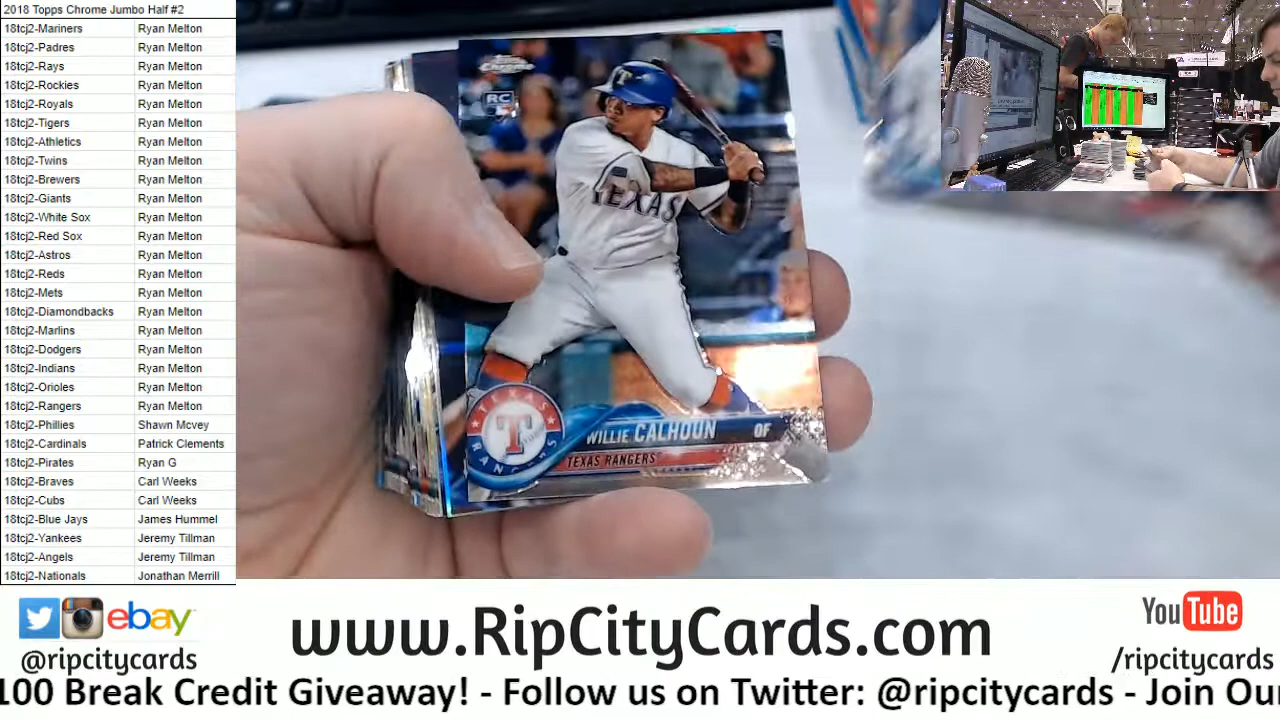 2018 Topps Chrome Jumbo Half #2
18tcj2-Mariners Ryan Melton
18tcj2-Padres Ryan Melton
18tcj2-Rays Ryan Melton
18tcj2-Rockies Ryan Melton
18tcj2-Royals Ryan Melton
18tcj2-Tigers Ryan Melton
18tcj2-Athletics Ryan Melton
18tcj2-Twins Ryan Melton
18tcj2-Brewers Ryan Melton
18tcj2-Giants Ryan Melton
18tcj2-White Sox Ryan Melton
18tcj2-Red Sox Ryan Melton
18tcj2-Astros Ryan Melton
18tcj2-Reds Ryan Melton
18tcj2-Mets Ryan Melton
18tcj2-Diamondbacks Ryan Melton
18tcj2-Marlins Ryan Melton
18tcj2-Dodgers Ryan Melton
18tcj2-Indians Ryan Melton
18tcj2-Orioles Ryan Melton
18tcj2-Rangers Ryan Melton
18tcj2-Phillies Shawn Mcvey
18tcj2-Cardinals Patrick Clements
18tcj2-Pirates Ryan G
18tcj2-Braves Carl Weeks
18tcj2-Cubs Carl Weeks
18tcj2-Blue Jays James Hummel
18tcj2-Yankees Jeremy Tillman
18tcj2-Angels Jeremy Tillman
18tcj2-Nationals Jonathan Merrill
Topps Chrome
RC
T
TEXAS
TEXAS
T
RANGERS
WILLIE CALHOUN OF
TEXAS RANGERS
ebay
@ripcitycards
www.RipCityCards.com
YouTube
/ripcitycards
100 Break Credit Giveaway! - Follow us on Twitter: @ripcitycards - Join Our